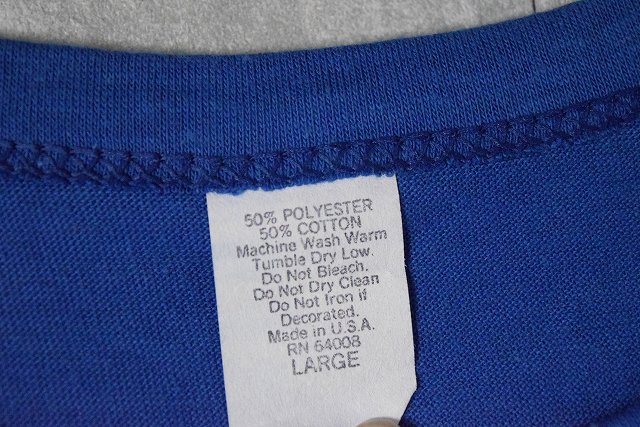 50% POLYESTER
50% COTTON
Machine Wash Warm
Tumble Dry Low.
Do Not Bleach.
Do Not Dry Clean
Do Not Iron if
Decorated.
Made in U.S.A.
RN 64008
LARGE